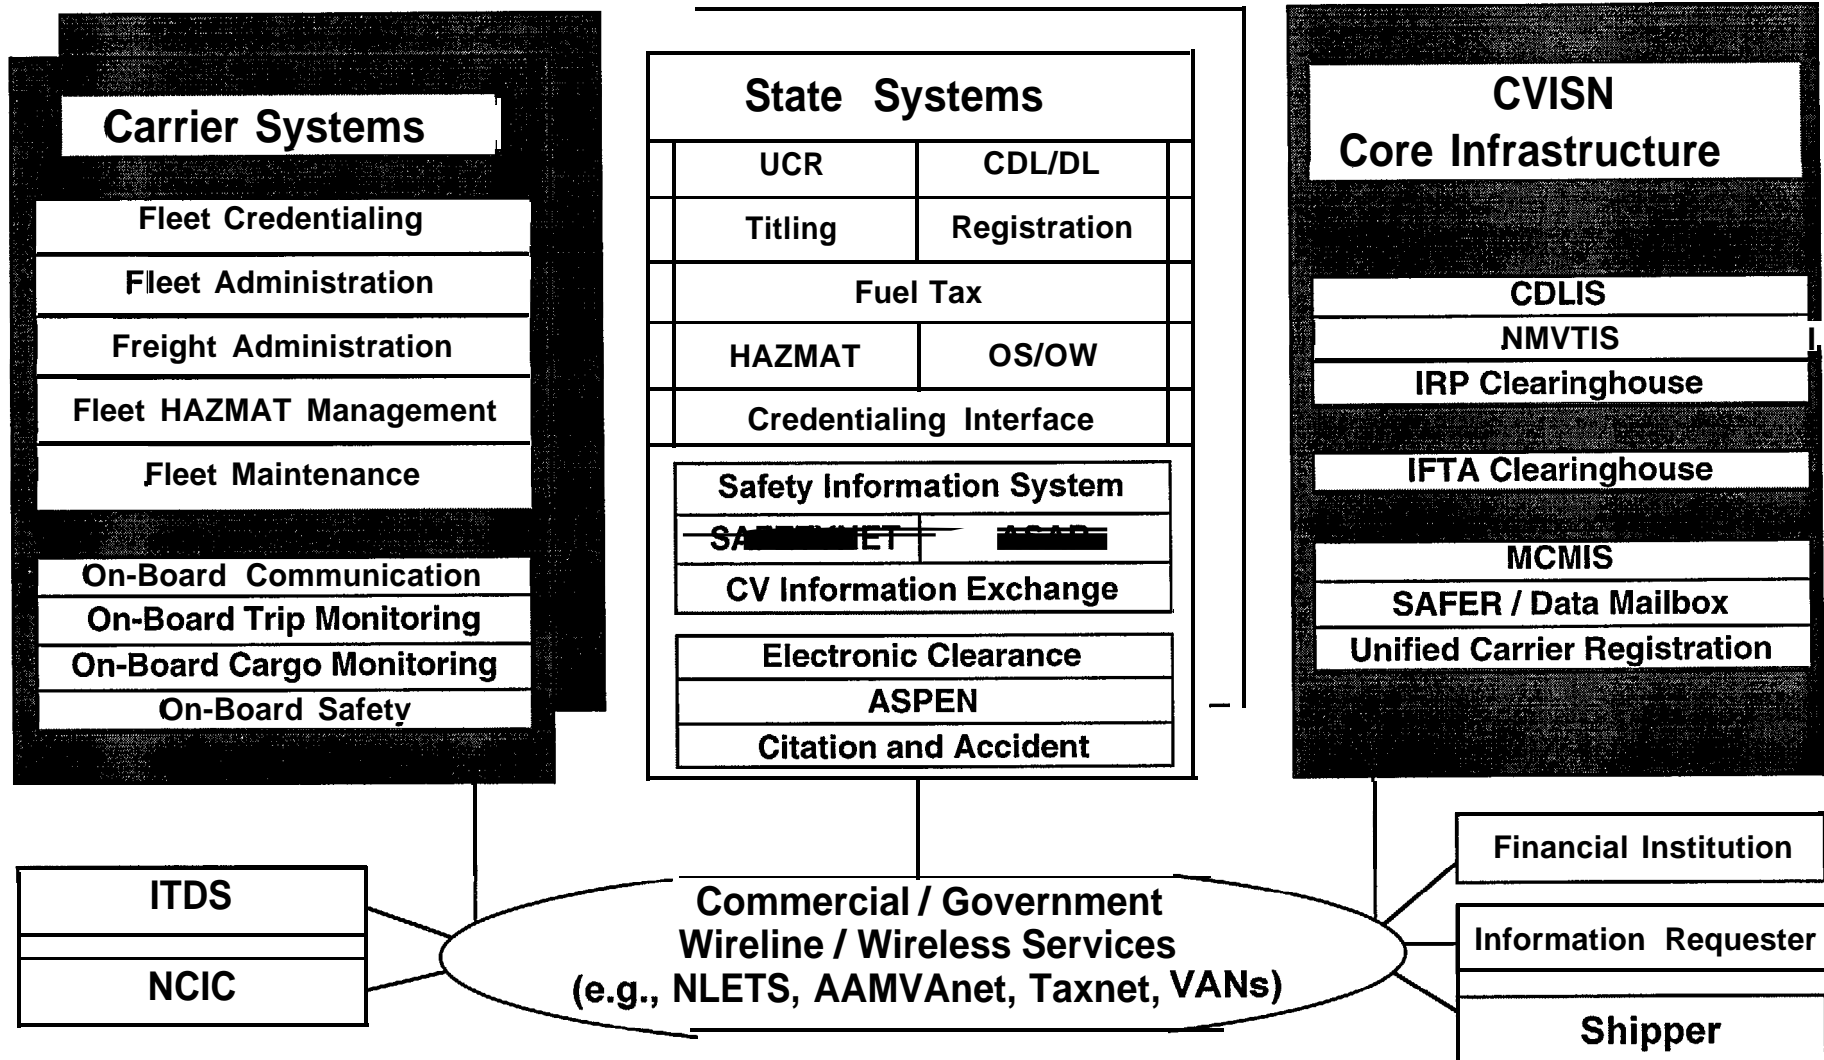 Carrier Systems
Fleet Credentialing
Fleet Administration
Freight Administration
Fleet HAZMAT Management
Fleet Maintenance
On-Board Communication
On-Board Trip Monitoring
On-Board Cargo Monitoring
On-Board Safety
State Systems
UCR CDL/DL
Titling Registration
Fuel Tax
HAZMAT OS/OW
Credentialing Interface
Safety Information System
CV Information Exchange
Electronic Clearance
ASPEN
Citation and Accident
CVISN
Core Infrastructure
CDLIS
NMVTIS
IRP Clearinghouse
IFTA Clearinghouse
MCMIS
SAFER / Data Mailbox
Unified Carrier Registration
ITDS
NCIC
Commercial / Government
Wireline / Wireless Services
(e.g., NLETS, AAMVAnet, Taxnet, VANs)
Financial Institution
Information Requester
Shipper